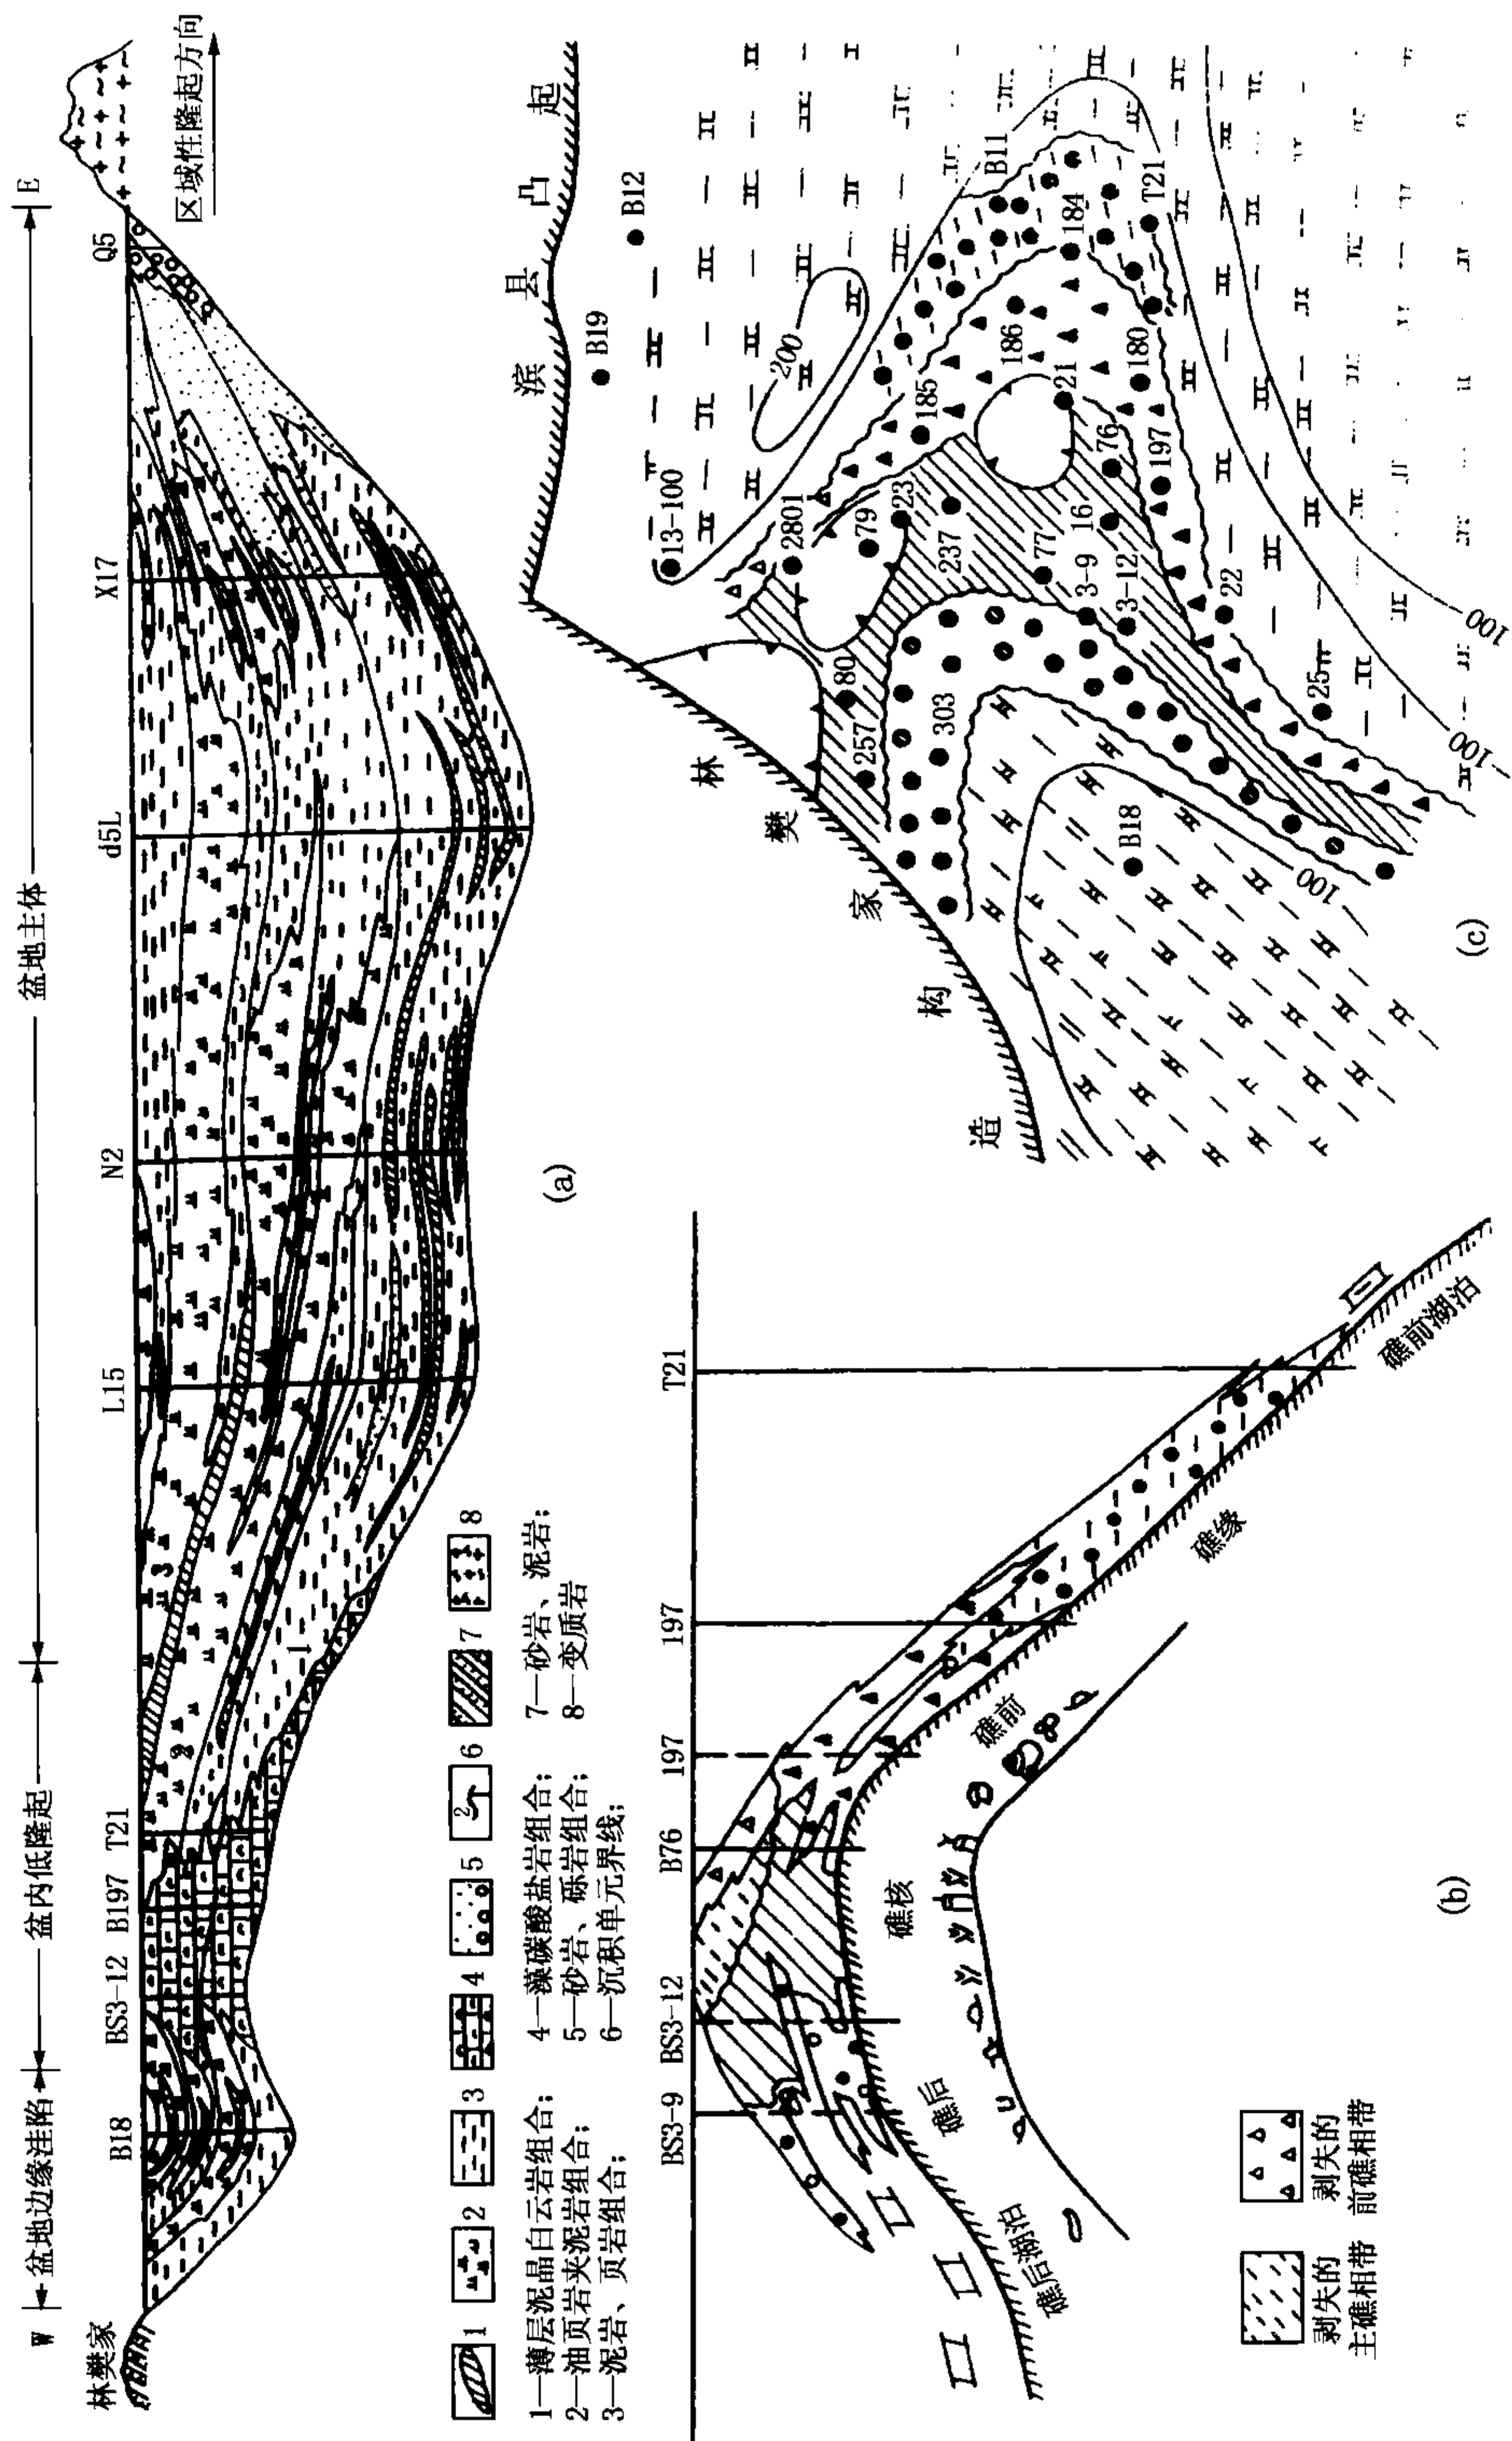 盆地边缘洼陷
盆内低隆起
盆地主体
W
E
林樊家
B18
BS3-12
B197
T21
L15
N2
d5L
X17
Q5
区域性隆起方向
1
2
3
4
5
6
7
8
1—薄层泥晶白云岩组合;
2—油页岩夹泥岩组合;
3—泥岩、页岩组合;
4—藻碳酸盐岩组合;
5—砂岩、砾岩组合;
6—沉积单元界线;
7—砂岩、泥岩;
8—变质岩
(a)
BS3-9
BS3-12
B76
197
197
T21
礁后湖泊
礁后
礁核
礁前
礁缘
礁前湖泊
剥失的
主礁相带
剥失的
前礁相带
(b)
滨县凸起
林樊家构造
B19
B12
13-100
200
2801
79
23
185
B11
184
186
21
T21
180
76
197
237
77
16
3-9
3-12
22
80
257
303
25
B18
100
100
100
(c)